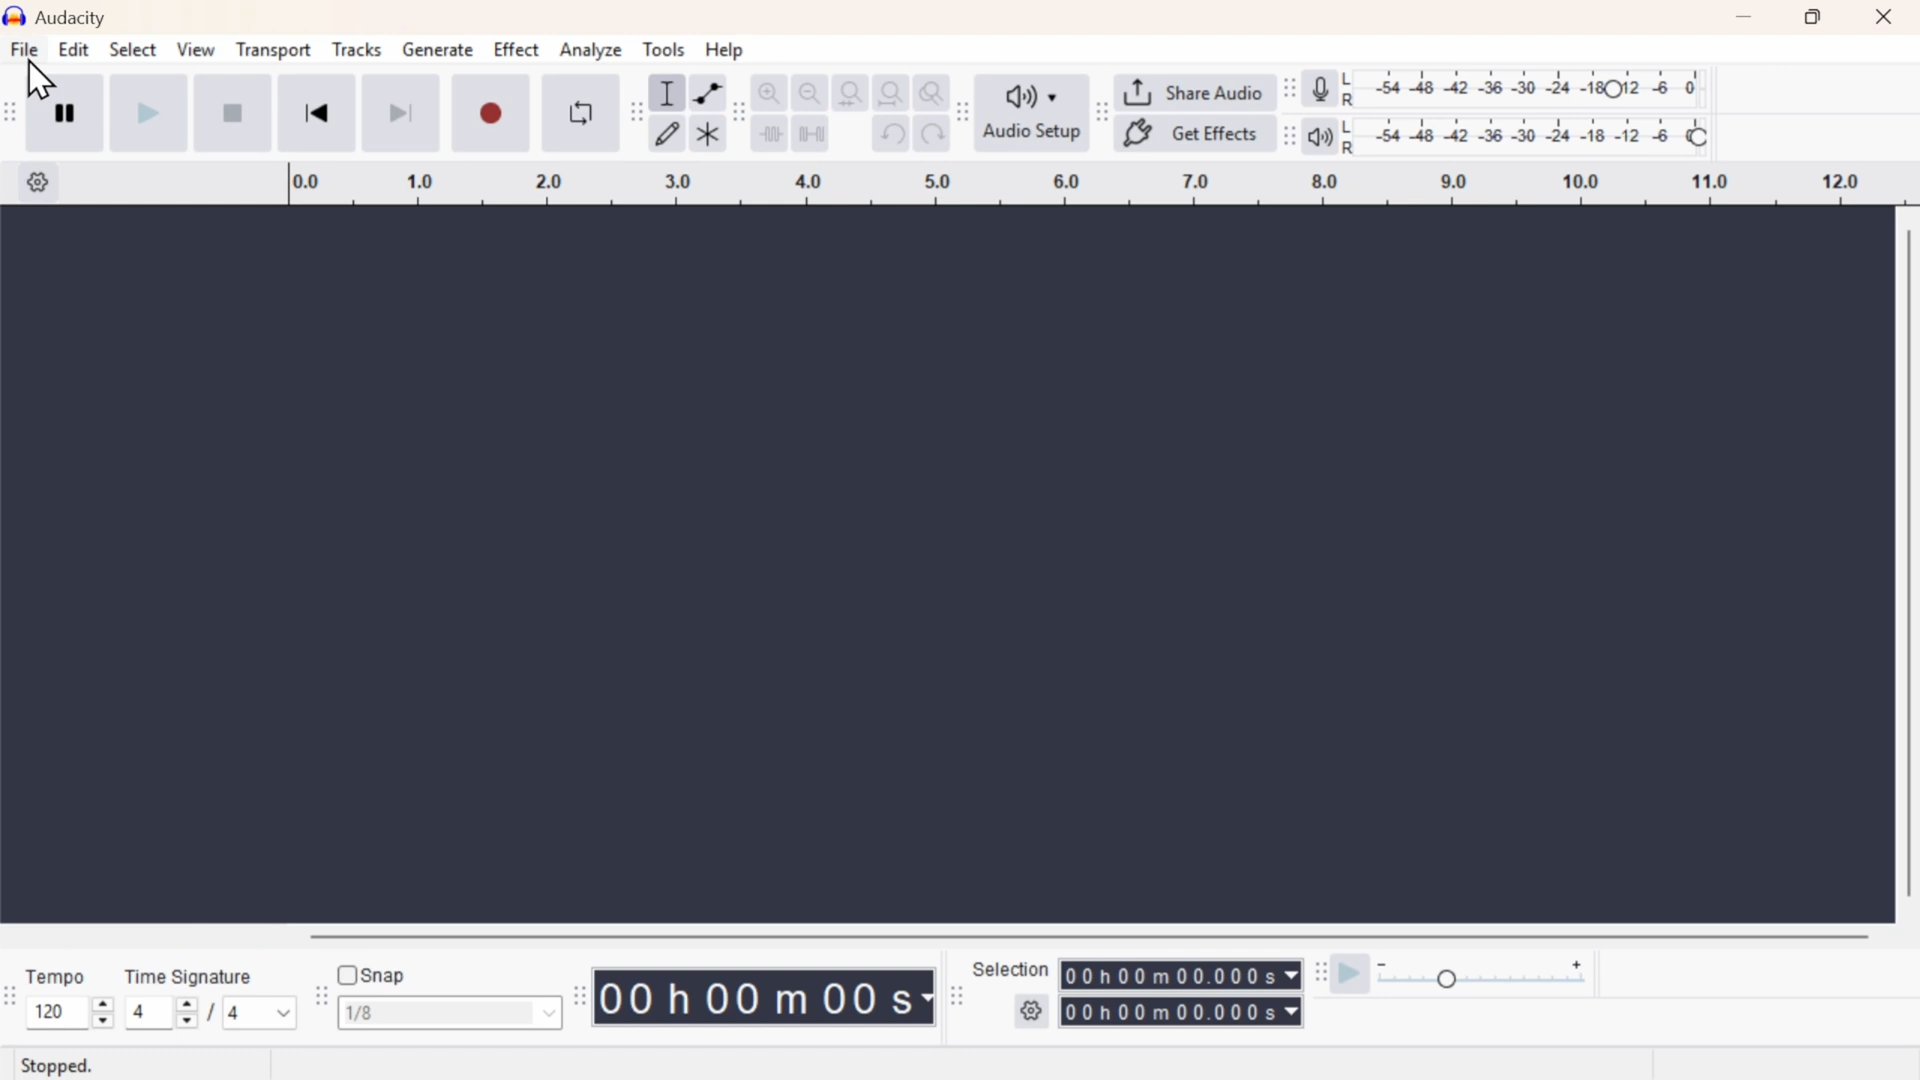 Audacity
File Edit Select View Transport Tracks Generate Effect Analyze Tools Help
Audio Setup
Share Audio
Get Effects
L
R
-54 -48 -42 -36 -30 -24 -18 12 -6 0
L
R
-54 -48 -42 -36 -30 -24 -18 -12 -6 0
0.0 1.0 2.0 3.0 4.0 5.0 6.0 7.0 8.0 9.0 10.0 11.0 12.0
Tempo
120
Time Signature
4 / 4
Snap
1/8
00 h 00 m 00 s
Selection
00 h 00 m 00.000 s
00 h 00 m 00.000 s
- +
Stopped.